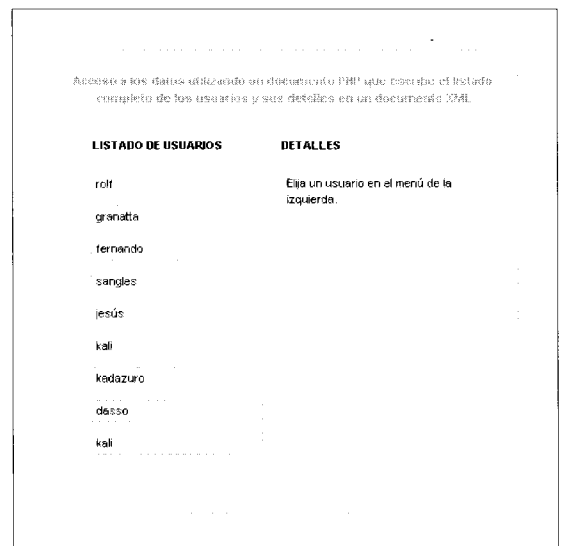 Acceso a los datos utilizando un documento PHP que escribe el listado
completo de los usuarios y sus detalles en un documento XML
LISTADO DE USUARIOS DETALLES
rolf Elija un usuario en el menú de la
izquierda.
granatta
fernando
sangles
jesús
kali
kadazuro
dasso
kali